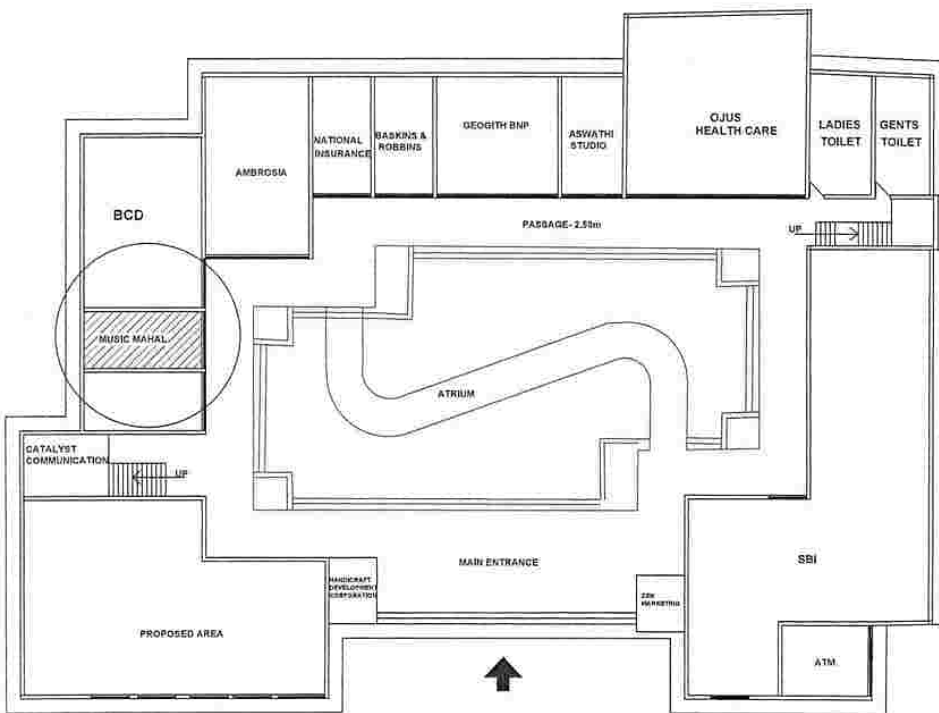 OJUS
HEALTH CARE
LADIES
TOILET
GENTS
TOILET
NATIONAL
INSURANCE
BASKINS &
ROBBINS
GEOGITH BNP
ASWATHI
STUDIO
AMBROSIA
BCD
PASSAGE- 2.50m
UP
MUSIC MAHAL
ATRIUM
CATALYST
COMMUNICATION
UP
MAIN ENTRANCE
SBI
HANDICRAFT
DEVELOPMENT
CORPORATION
ZEN
MARKETING
PROPOSED AREA
ATM